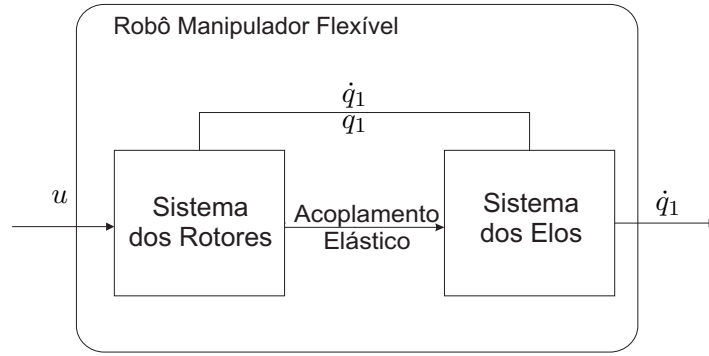 Robô Manipulador Flexível
q̇₁
q₁
u
Sistema
dos Rotores
Acoplamento
Elástico
Sistema
dos Elos
q̇₁